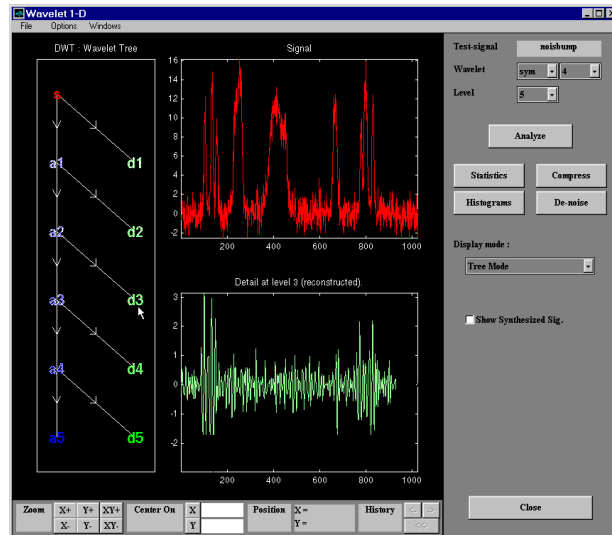 Wavelet 1-D
File Options Windows
DWT : Wavelet Tree
s
a1 d1
a2 d2
a3 d3
a4 d4
a5 d5
Signal
16
14
12
10
8
6
4
2
0
-2
200 400 600 800 1000
Detail at level 3 (reconstructed).
3
2
1
0
-1
-2
200 400 600 800 1000
Test-signal noisbump
Wavelet sym 4
Level 5
Analyze
Statistics Compress
Histograms De-noise
Display mode :
Tree Mode
Show Synthesized Sig.
Close
Zoom X+ Y+ XY+ Center On X Position X = History <- ->
X- Y- XY- Y Y = <<-